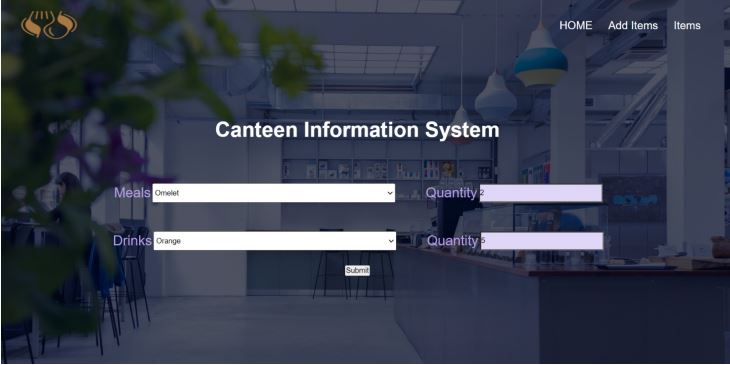 HOME Add Items Items
Canteen Information System
Meals Omelet Quantity 2
Drinks Orange Quantity 5
Submit